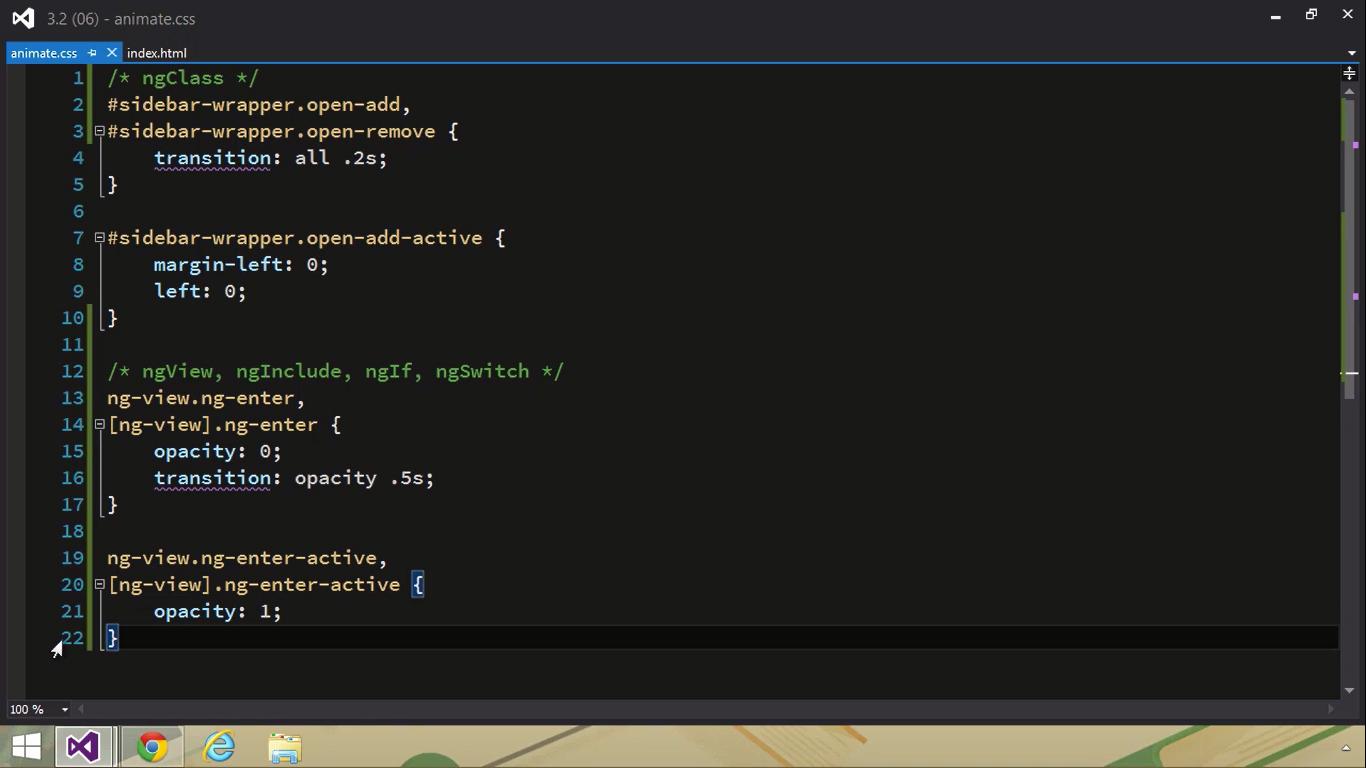 3.2 (06) - animate.css
animate.css index.html
1 /* ngClass */
2 #sidebar-wrapper.open-add,
3 #sidebar-wrapper.open-remove {
4 transition: all .2s;
5 }
6
7 #sidebar-wrapper.open-add-active {
8 margin-left: 0;
9 left: 0;
10 }
11
12 /* ngView, ngInclude, ngIf, ngSwitch */
13 ng-view.ng-enter,
14 [ng-view].ng-enter {
15 opacity: 0;
16 transition: opacity .5s;
17 }
18
19 ng-view.ng-enter-active,
20 [ng-view].ng-enter-active {
21 opacity: 1;
22 }
100 %